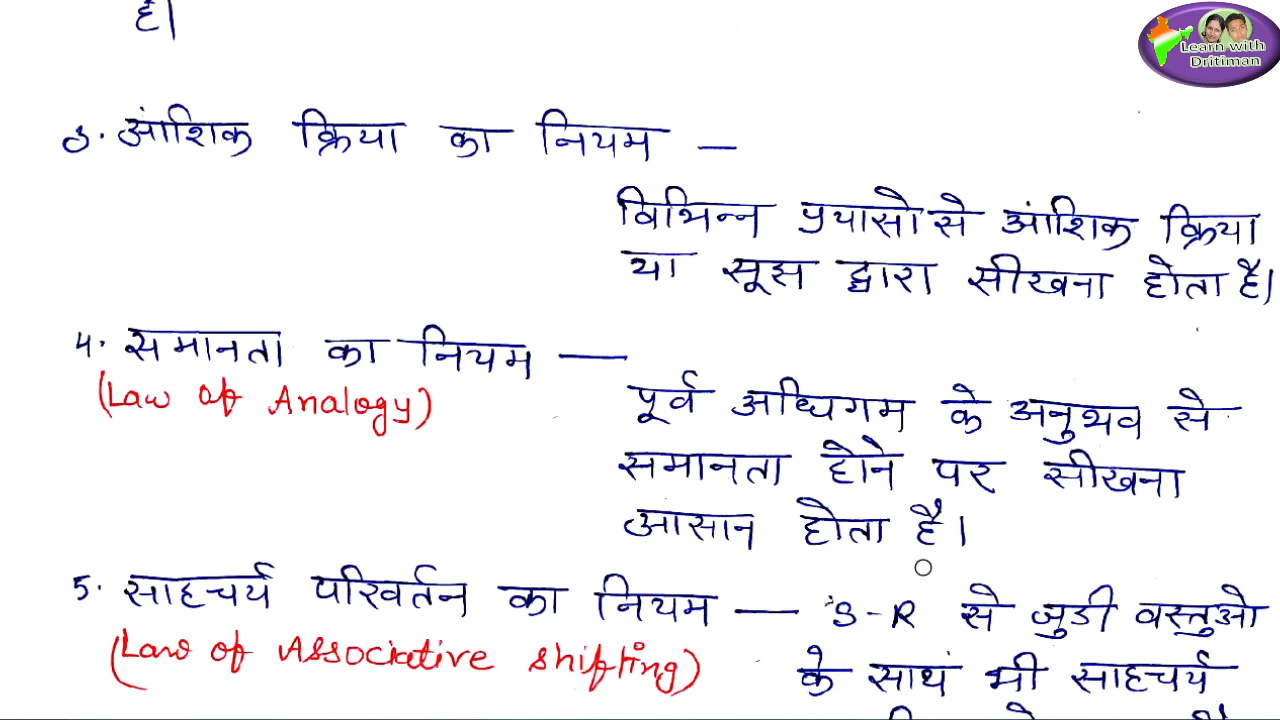 है।
Learn with
Dritiman
3. आंशिक क्रिया का नियम —
विभिन्न प्रयासो से आंशिक क्रिया
या सूझ द्वारा सीखना होता है।
4. समानता का नियम —
(Law of Analogy)
पूर्व अधिगम के अनुभव से
समानता होने पर सीखना
आसान होता है।
5. साहचर्य परिवर्तन का नियम — S-R से जुडी वस्तुओ
(Law of Associative shifting)
के साथ भी साहचर्य